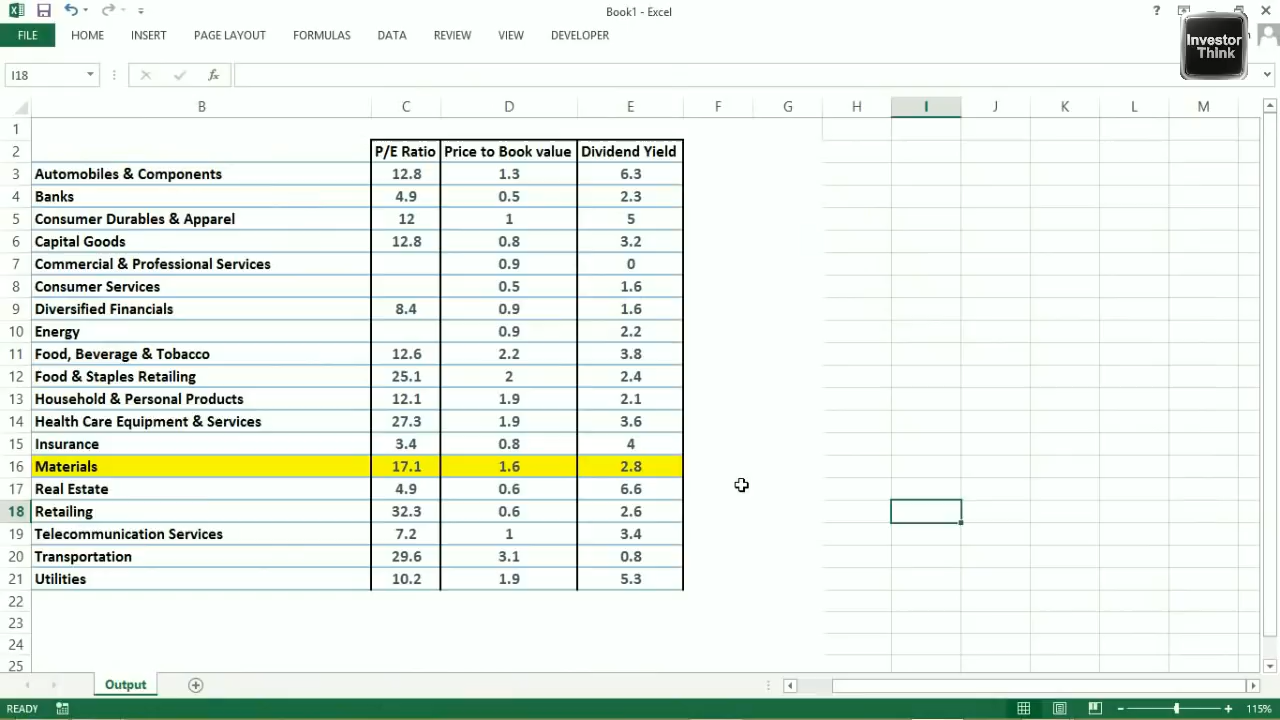 Book1 - Excel
?
FILE HOME INSERT PAGE LAYOUT FORMULAS DATA REVIEW VIEW DEVELOPER
Investor
Think
I18 fx
B C D E F G H I J K L M
1
2 P/E Ratio Price to Book value Dividend Yield
3 Automobiles & Components 12.8 1.3 6.3
4 Banks 4.9 0.5 2.3
5 Consumer Durables & Apparel 12 1 5
6 Capital Goods 12.8 0.8 3.2
7 Commercial & Professional Services 0.9 0
8 Consumer Services 0.5 1.6
9 Diversified Financials 8.4 0.9 1.6
10 Energy 0.9 2.2
11 Food, Beverage & Tobacco 12.6 2.2 3.8
12 Food & Staples Retailing 25.1 2 2.4
13 Household & Personal Products 12.1 1.9 2.1
14 Health Care Equipment & Services 27.3 1.9 3.6
15 Insurance 3.4 0.8 4
16 Materials 17.1 1.6 2.8
17 Real Estate 4.9 0.6 6.6
18 Retailing 32.3 0.6 2.6
19 Telecommunication Services 7.2 1 3.4
20 Transportation 29.6 3.1 0.8
21 Utilities 10.2 1.9 5.3
22
23
24
25
Output
READY 115%